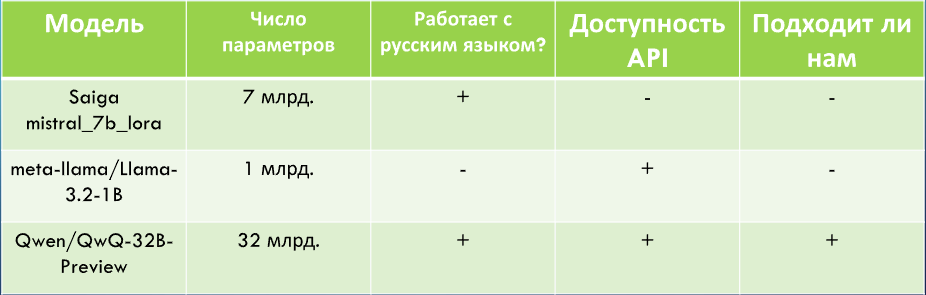 Модель
Число
параметров
Работает с
русским языком?
Доступность
API
Подходит ли
нам
Saiga
mistral_7b_lora
7 млрд.
+
-
-
meta-llama/Llama-
3.2-1B
1 млрд.
-
+
-
Qwen/QwQ-32B-
Preview
32 млрд.
+
+
+